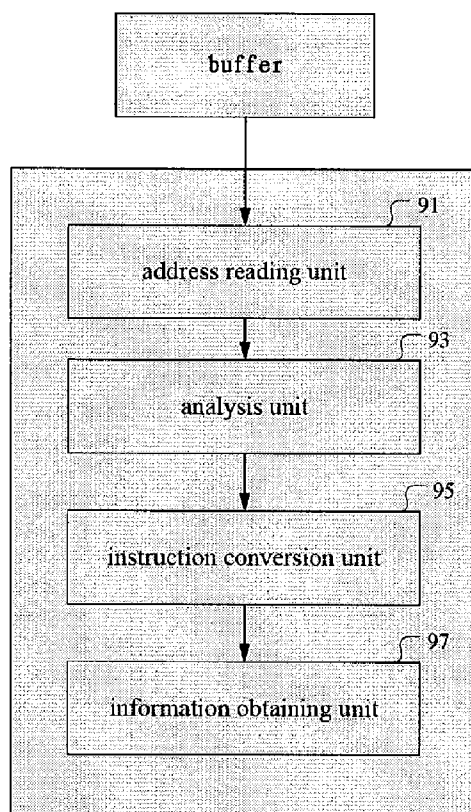 buffer
91
address reading unit
93
analysis unit
95
instruction conversion unit
97
information obtaining unit